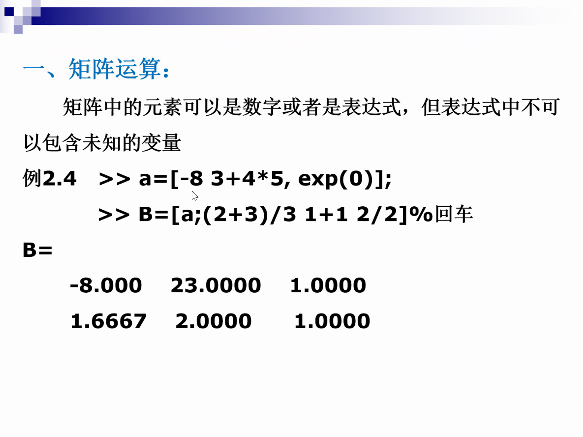 一、矩阵运算：
矩阵中的元素可以是数字或者是表达式，但表达式中不可
以包含未知的变量
例2.4 >> a=[-8 3+4*5, exp(0)];
>> B=[a;(2+3)/3 1+1 2/2]%回车
B=
-8.000 23.0000 1.0000
1.6667 2.0000 1.0000